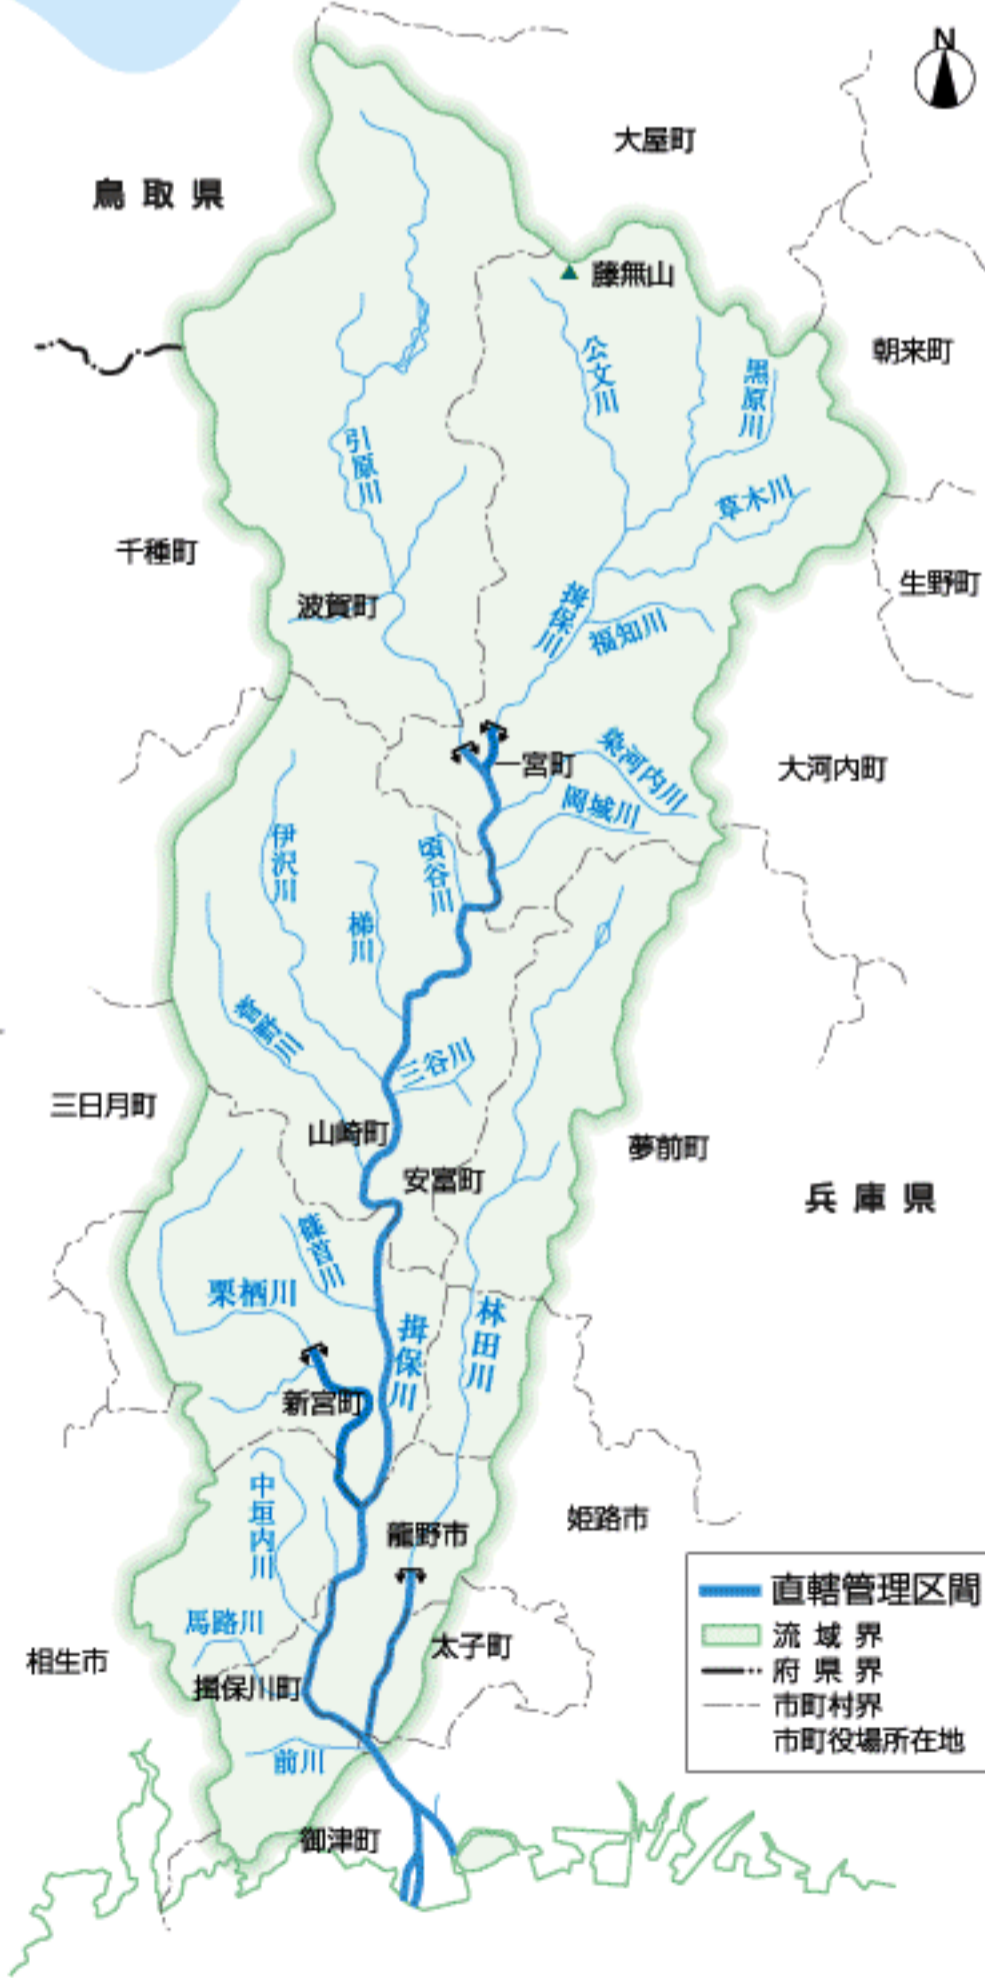 N
大屋町
鳥取県
藤無山
朝来町
公文川
黒原川
引原川
草木川
千種町
生野町
波賀町
揖保川
福知川
一宮町
染河内川
大河内町
岡城川
伊沢川
頃谷川
梯川
三谷川
三日月町
山崎町
夢前町
安富町
兵庫県
篠首川
栗栖川
林田川
揖保川
新宮町
中垣内川
姫路市
龍野市
馬路川
太子町
相生市
揖保川町
前川
御津町
直轄管理区間
流域界
府県界
市町村界
市町役場所在地